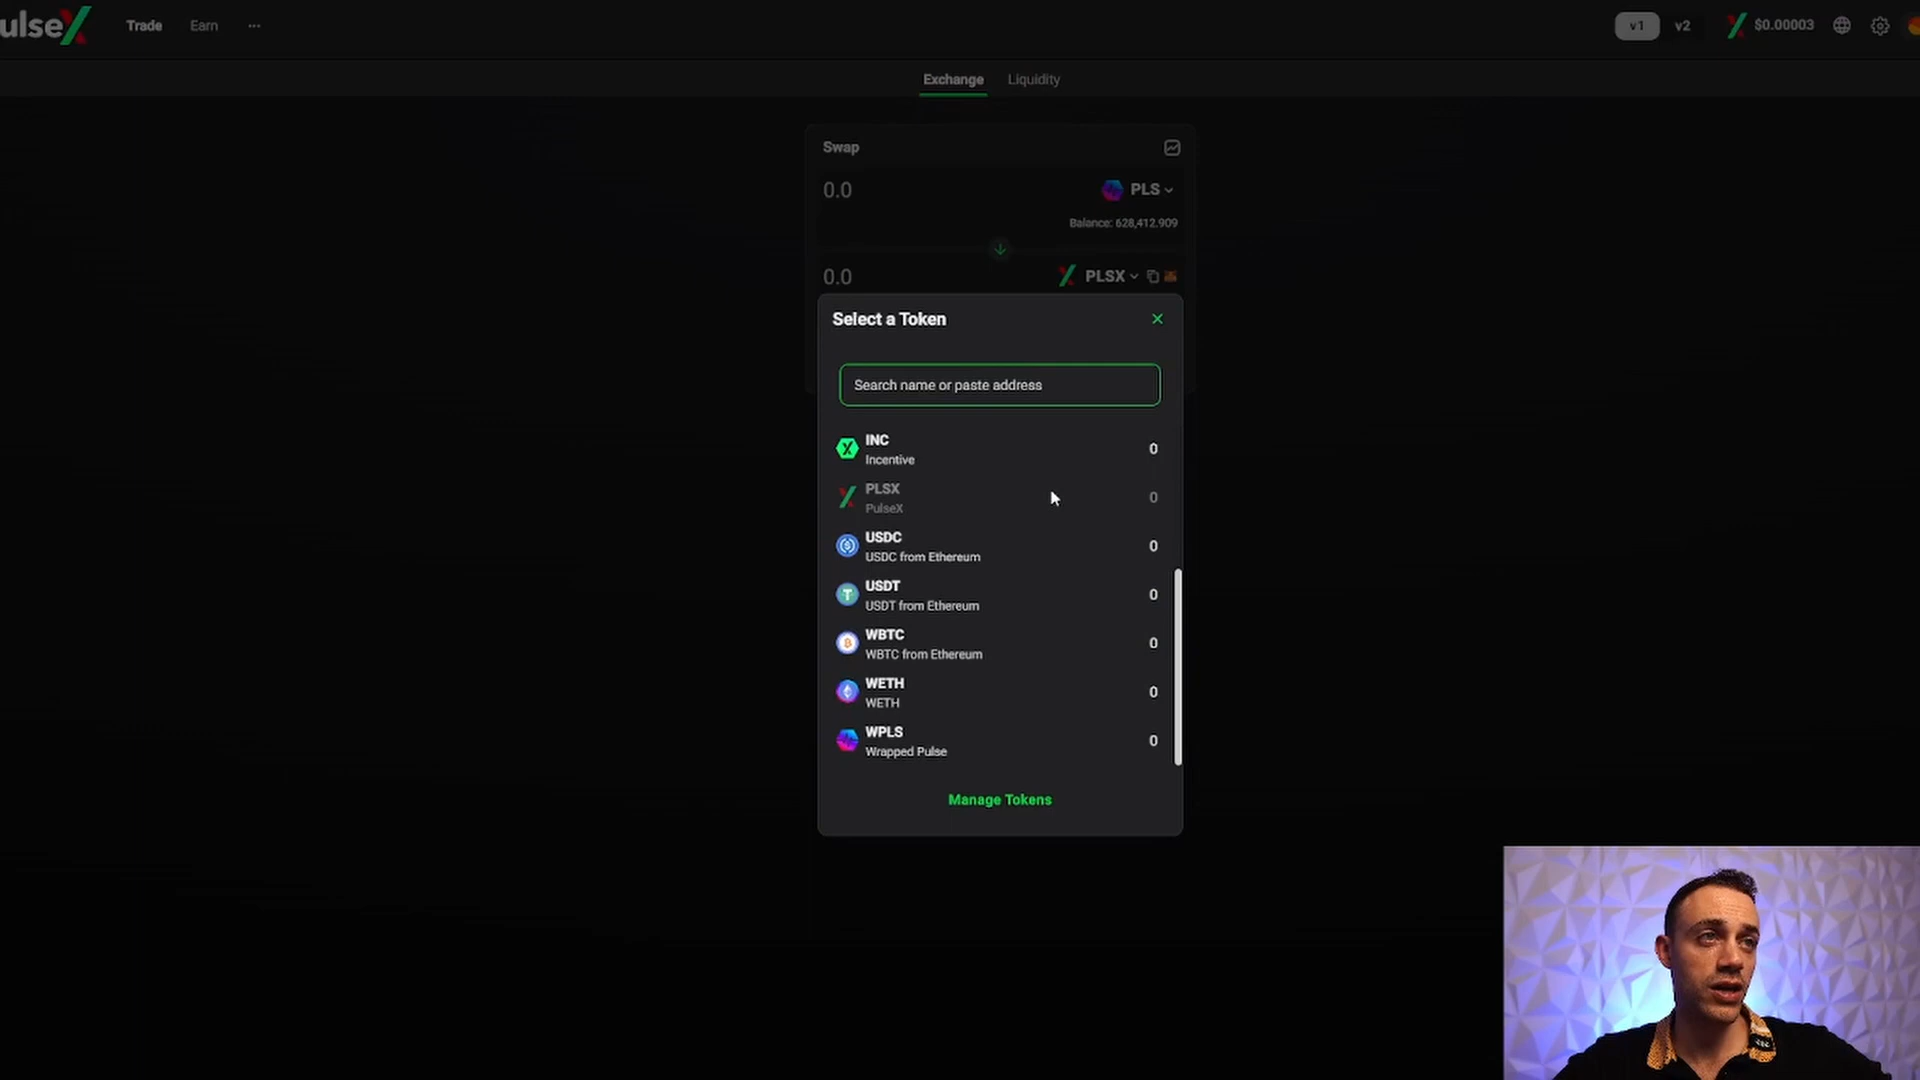 ulseX
Trade
Earn
v1
v2
$0.00003
Exchange
Liquidity
Swap
0.0
PLS
Balance: 628,412.909
0.0
PLSX
Select a Token
Search name or paste address
INC
Incentive
0
PLSX
PulseX
0
USDC
USDC from Ethereum
0
USDT
USDT from Ethereum
0
WBTC
WBTC from Ethereum
0
WETH
WETH
0
WPLS
Wrapped Pulse
0
Manage Tokens